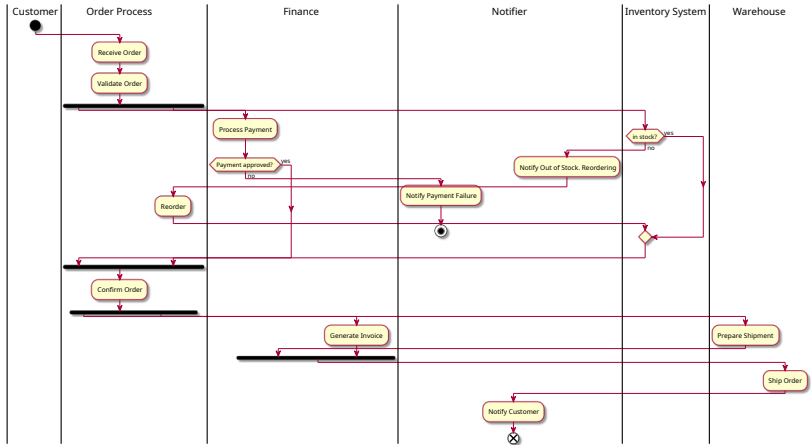 Customer
Order Process
Finance
Notifier
Inventory System
Warehouse
Receive Order
Validate Order
Process Payment
in stock?
yes
no
Payment approved?
yes
no
Notify Out of Stock. Reordering
Notify Payment Failure
Reorder
Confirm Order
Generate Invoice
Prepare Shipment
Ship Order
Notify Customer